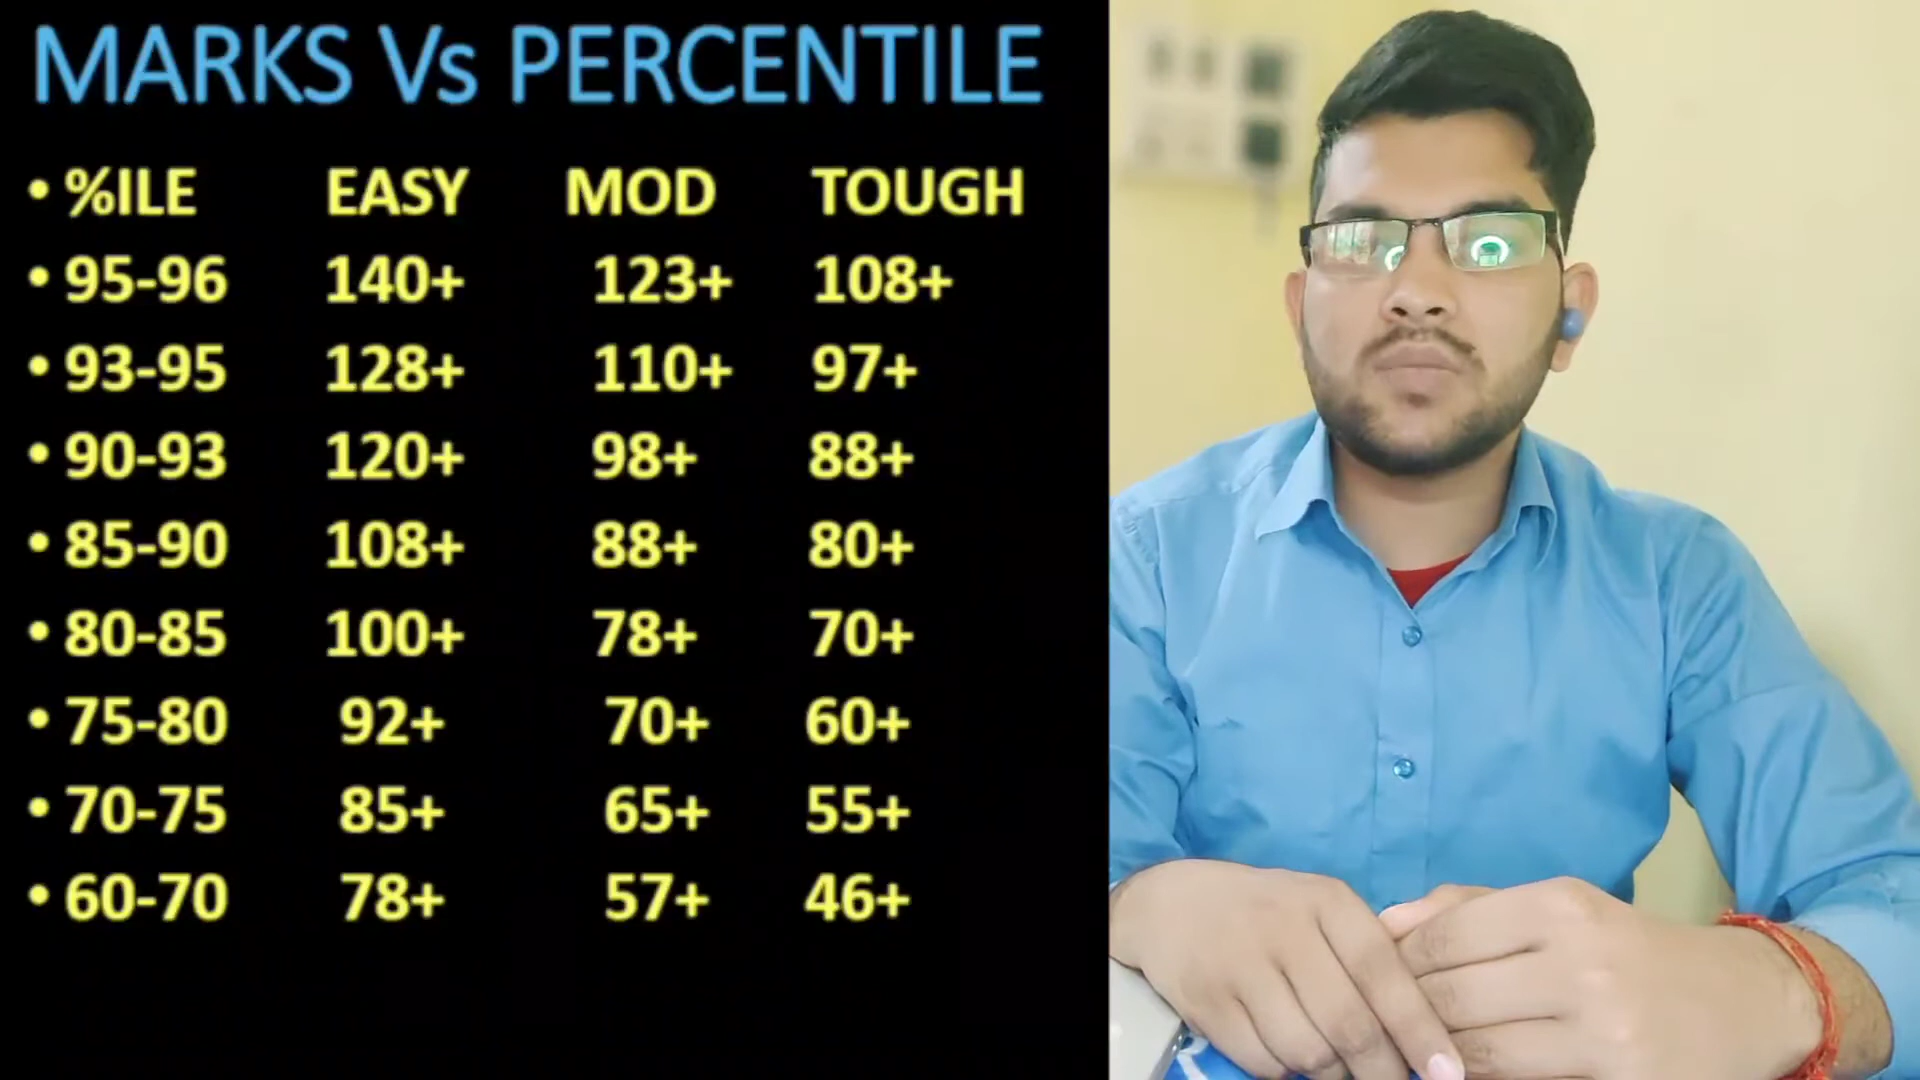 MARKS Vs PERCENTILE
• %ILE EASY MOD TOUGH
• 95-96 140+ 123+ 108+
• 93-95 128+ 110+ 97+
• 90-93 120+ 98+ 88+
• 85-90 108+ 88+ 80+
• 80-85 100+ 78+ 70+
• 75-80 92+ 70+ 60+
• 70-75 85+ 65+ 55+
• 60-70 78+ 57+ 46+